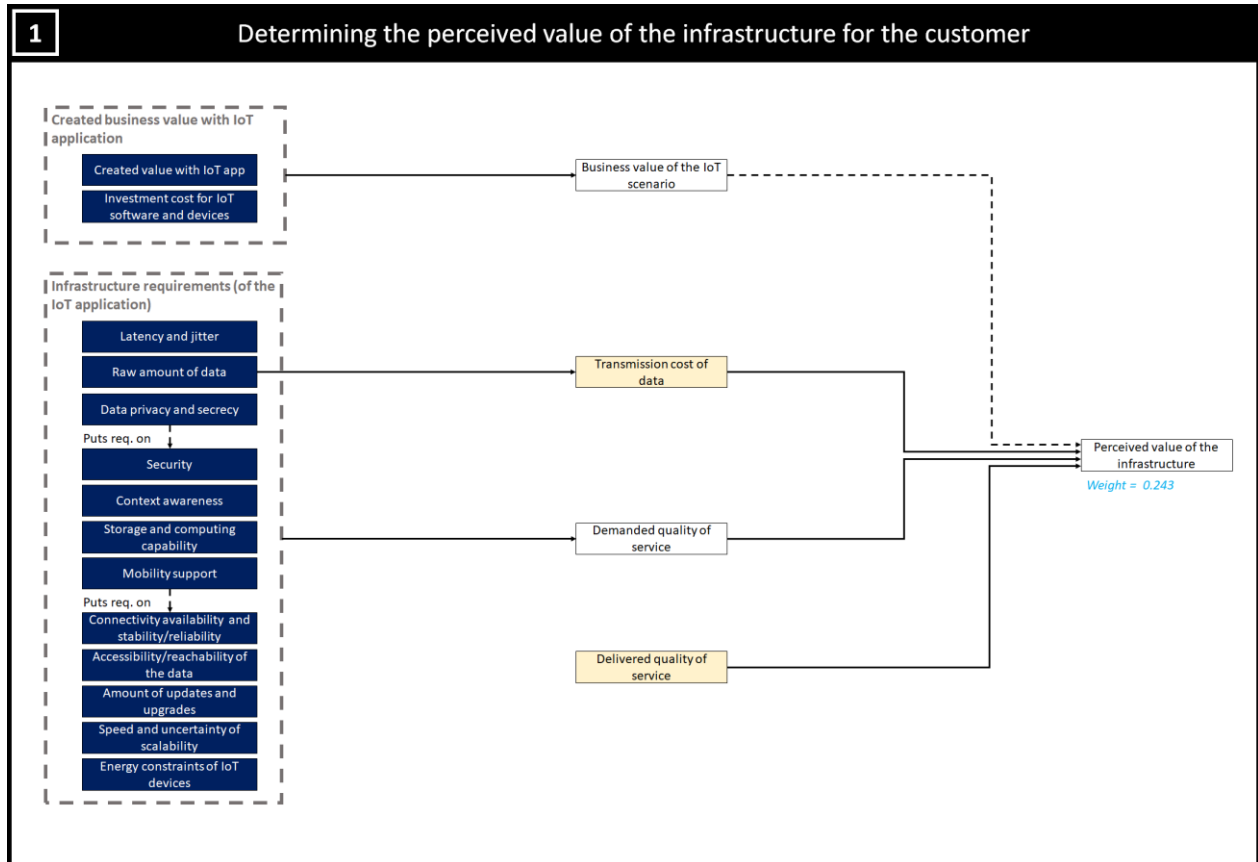 1
Determining the perceived value of the infrastructure for the customer
Created business value with IoT
application
Created value with IoT app
Investment cost for IoT
software and devices
Business value of the IoT
scenario
Infrastructure requirements (of the
IoT application)
Latency and jitter
Raw amount of data
Data privacy and secrecy
Puts req. on
Security
Context awareness
Storage and computing
capability
Mobility support
Puts req. on
Connectivity availability and
stability/reliability
Accessibility/reachability of
the data
Amount of updates and
upgrades
Speed and uncertainty of
scalability
Energy constraints of IoT
devices
Transmission cost of
data
Demanded quality of
service
Delivered quality of
service
Perceived value of the
infrastructure
Weight = 0.243